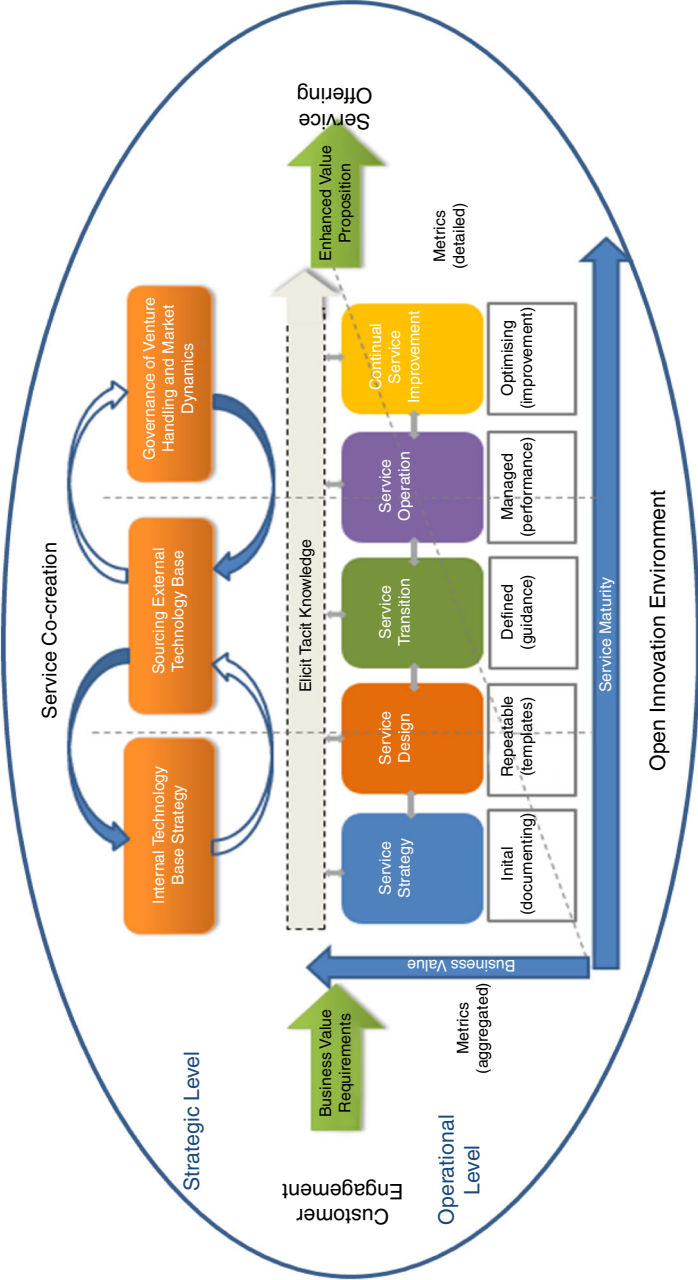 Service Co-creation
Strategic Level
Internal Technology
Base Strategy
Sourcing External
Technology Base
Governance of Venture
Handling and Market
Dynamics
Customer
Engagement
Business Value
Requirements
Elicit Tacit Knowledge
Enhanced Value
Proposition
Service
Offering
Operational
Level
Metrics
(aggregated)
Business Value
Service
Strategy
Service
Design
Service
Transition
Service
Operation
Continual
Service
Improvement
Metrics
(detailed)
Inital
(documenting)
Repeatable
(templates)
Defined
(guidance)
Managed
(performance)
Optimising
(improvement)
Service Maturity
Open Innovation Environment